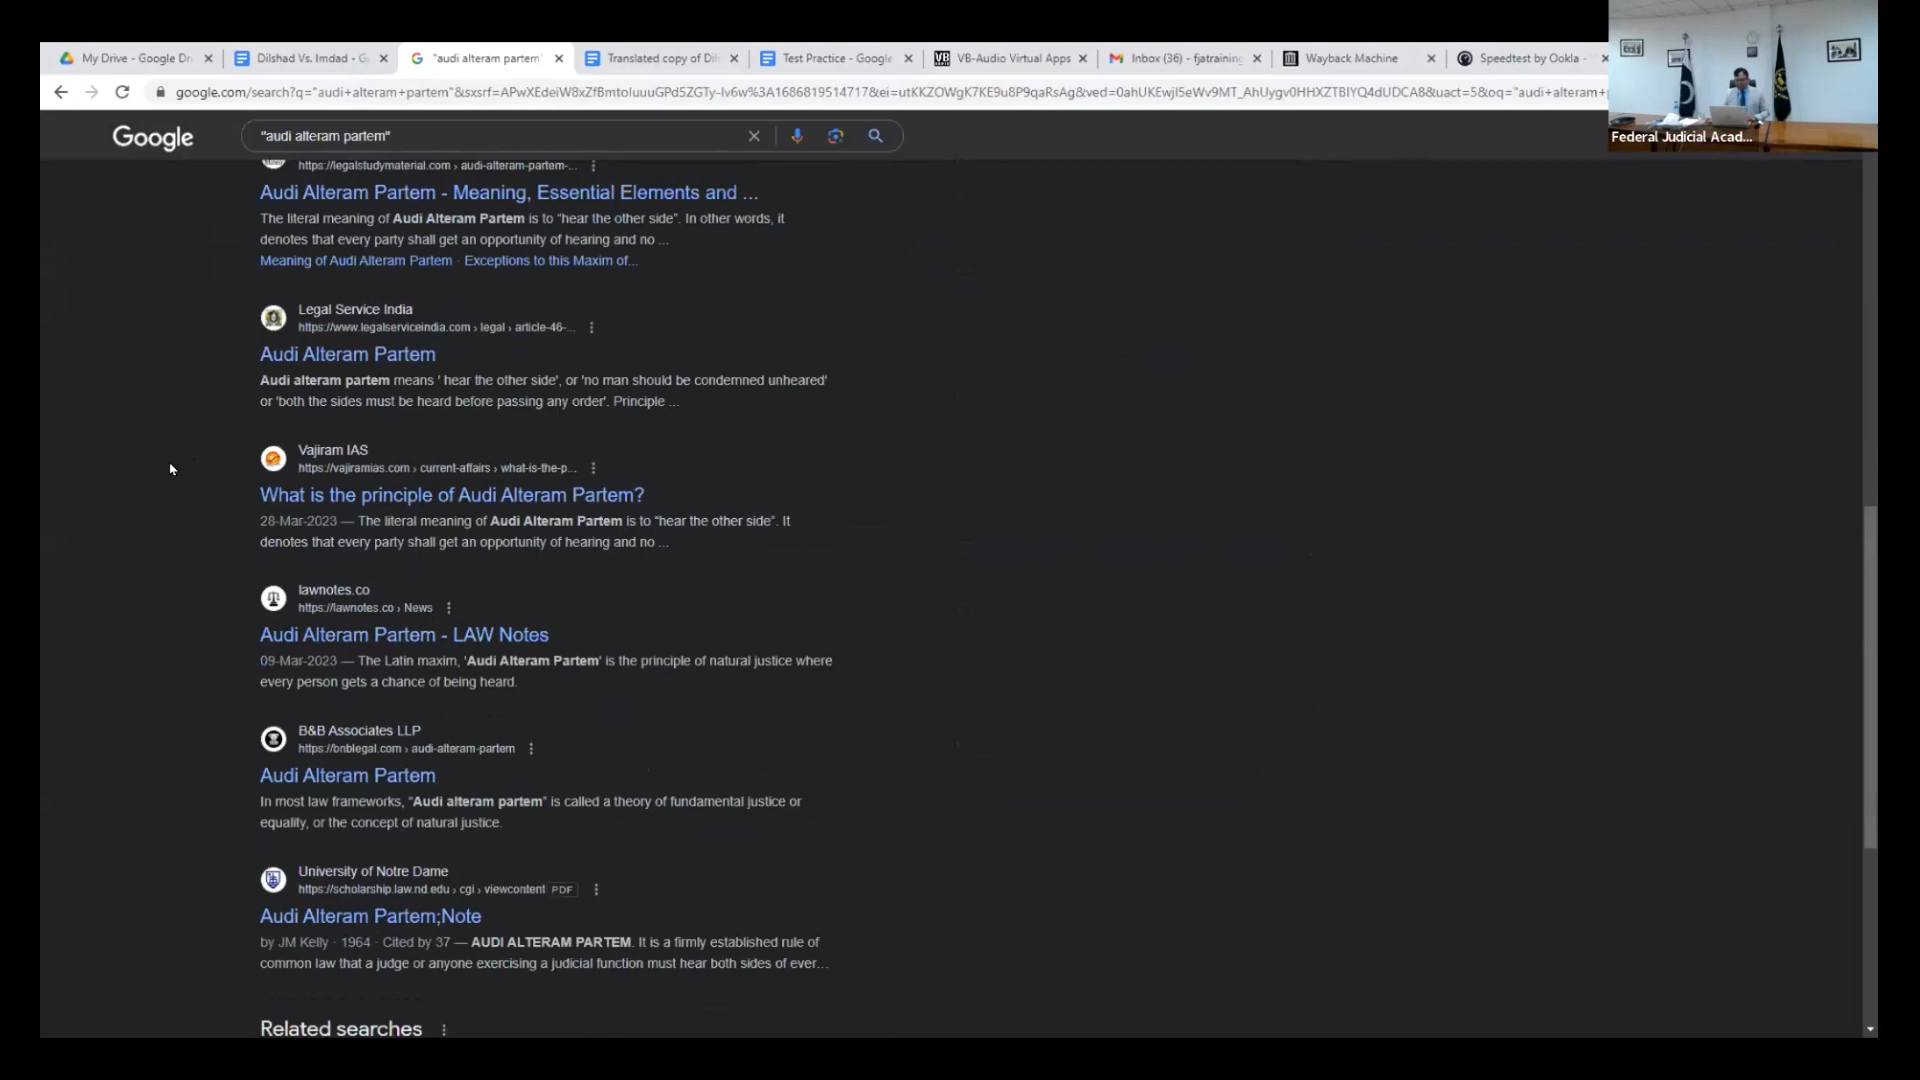 My Drive - Google Dr
Dilshad Vs. Imdad - G
"audi alteram partem"
Translated copy of Dil
Test Practice - Google
VB-Audio Virtual Apps
Inbox (36) - fjatraining
Wayback Machine
Speedtest by Ookla -
google.com/search?q="audi+alteram+partem"&sxsrf=
Federal Judicial Acad...
Google
"audi alteram partem"
https://legalstudymaterial.com › audi-alteram-partem-...
Audi Alteram Partem - Meaning, Essential Elements and ...
The literal meaning of Audi Alteram Partem is to “hear the other side”. In other words, it
denotes that every party shall get an opportunity of hearing and no ...
Meaning of Audi Alteram Partem · Exceptions to this Maxim of...
Legal Service India
https://www.legalserviceindia.com › legal › article-46-...
Audi Alteram Partem
Audi alteram partem means ' hear the other side', or 'no man should be condemned unheared'
or 'both the sides must be heard before passing any order'. Principle ...
Vajiram IAS
https://vajiramias.com › current-affairs › what-is-the-p...
What is the principle of Audi Alteram Partem?
28-Mar-2023 — The literal meaning of Audi Alteram Partem is to “hear the other side”. It
denotes that every party shall get an opportunity of hearing and no ...
lawnotes.co
https://lawnotes.co › News
Audi Alteram Partem - LAW Notes
09-Mar-2023 — The Latin maxim, 'Audi Alteram Partem' is the principle of natural justice where
every person gets a chance of being heard.
B&B Associates LLP
https://bnblegal.com › audi-alteram-partem
Audi Alteram Partem
In most law frameworks, “Audi alteram partem” is called a theory of fundamental justice or
equality, or the concept of natural justice.
University of Notre Dame
https://scholarship.law.nd.edu › cgi › viewcontent PDF
Audi Alteram Partem;Note
by JM Kelly · 1964 · Cited by 37 — AUDI ALTERAM PARTEM. It is a firmly established rule of
common law that a judge or anyone exercising a judicial function must hear both sides of ever...
Related searches